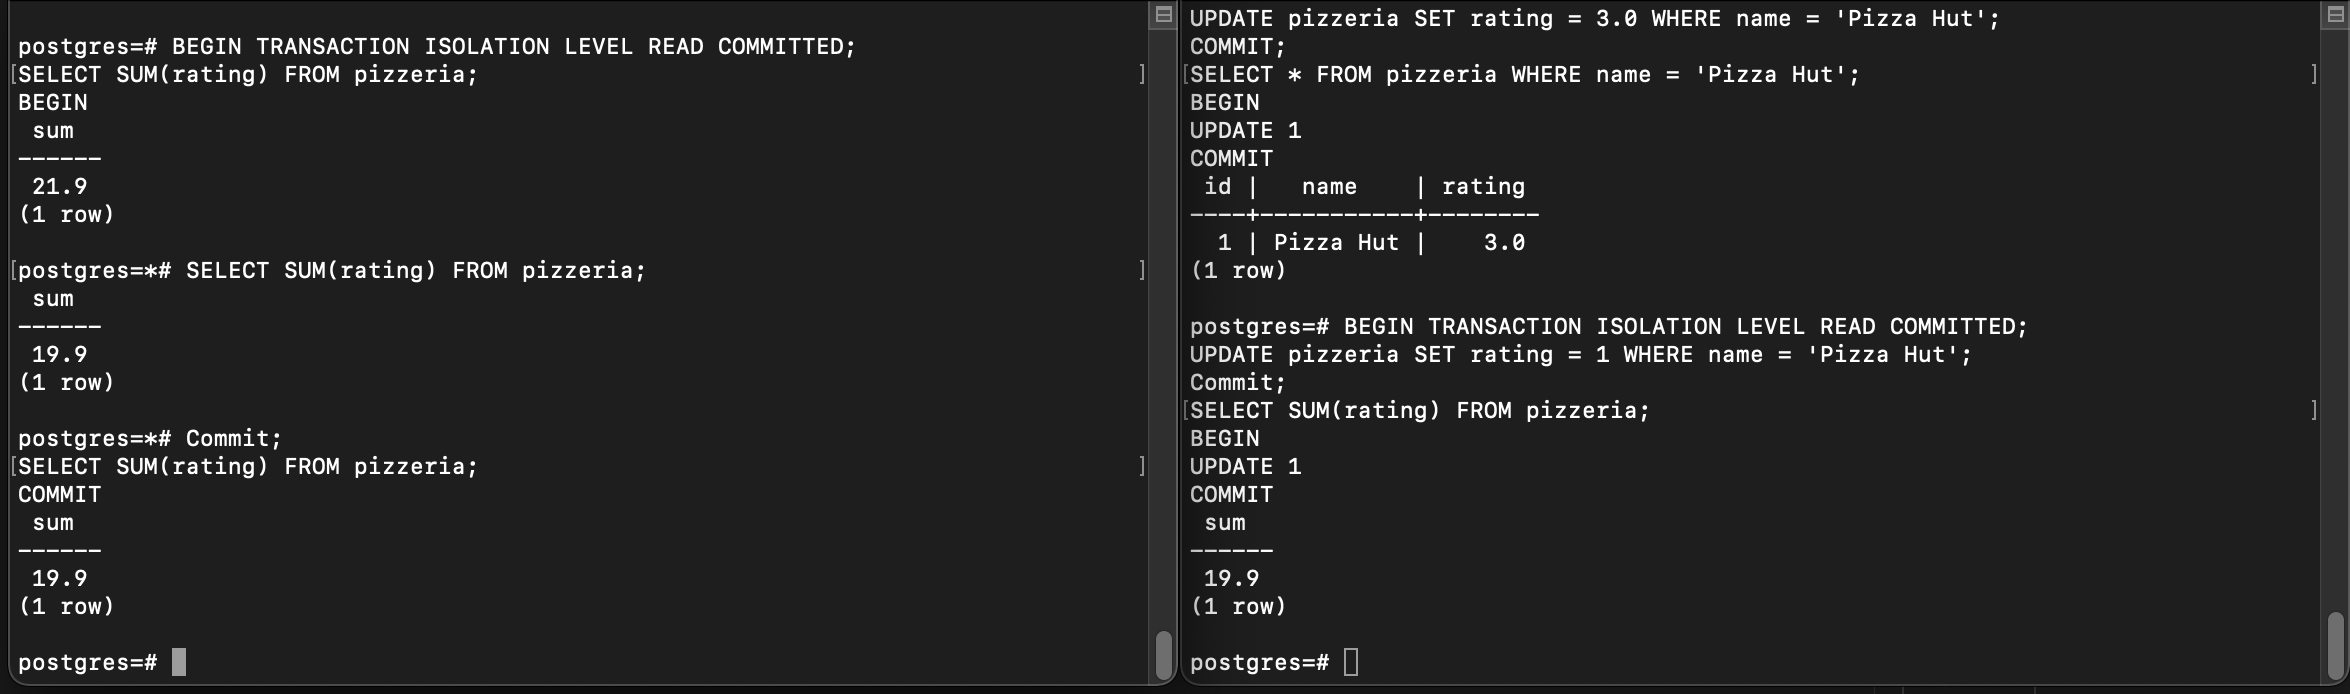 postgres=# BEGIN TRANSACTION ISOLATION LEVEL READ COMMITTED;
[SELECT SUM(rating) FROM pizzeria; ]
BEGIN
 sum
------
 21.9
(1 row)

[postgres=*# SELECT SUM(rating) FROM pizzeria; ]
 sum
------
 19.9
(1 row)

postgres=*# Commit;
[SELECT SUM(rating) FROM pizzeria; ]
COMMIT
 sum
------
 19.9
(1 row)

postgres=#
UPDATE pizzeria SET rating = 3.0 WHERE name = 'Pizza Hut';
COMMIT;
[SELECT * FROM pizzeria WHERE name = 'Pizza Hut'; ]
BEGIN
UPDATE 1
COMMIT
 id |   name    | rating
----+-----------+--------
  1 | Pizza Hut |    3.0
(1 row)

postgres=# BEGIN TRANSACTION ISOLATION LEVEL READ COMMITTED;
UPDATE pizzeria SET rating = 1 WHERE name = 'Pizza Hut';
Commit;
[SELECT SUM(rating) FROM pizzeria; ]
BEGIN
UPDATE 1
COMMIT
 sum
------
 19.9
(1 row)

postgres=#